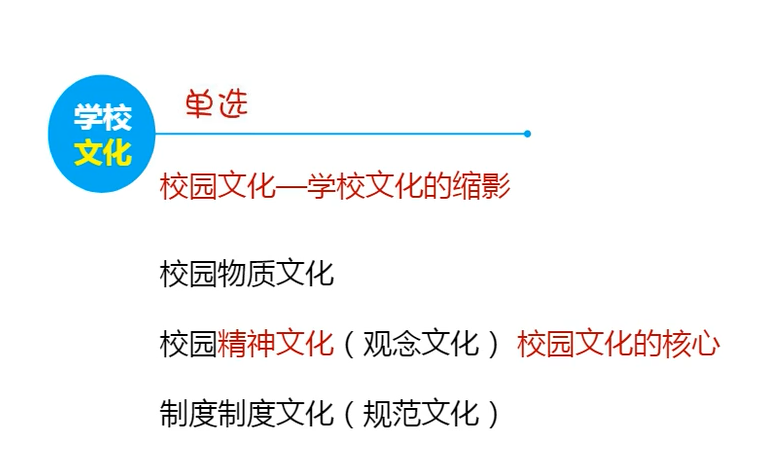 学校
文化
单选
校园文化—学校文化的缩影
校园物质文化
校园精神文化（观念文化） 校园文化的核心
制度制度文化（规范文化）